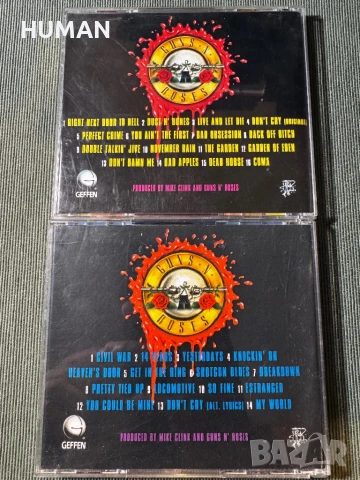 GUNS N'
ROSES
1 RIGHT NEXT DOOR TO HELL 2 DUST N' BONES 3 LIVE AND LET DIE 4 DON'T CRY (ORIGINAL)
5 PERFECT CRIME 6 YOU AIN'T THE FIRST 7 BAD OBSESSION 8 BACK OFF BITCH
9 DOUBLE TALKIN' JIVE 10 NOVEMBER RAIN 11 THE GARDEN 12 GARDEN OF EDEN
13 DON'T DAMN ME 14 BAD APPLES 15 DEAD HORSE 16 COMA
PRODUCED BY MIKE CLINK AND GUNS N' ROSES
GEFFEN
GUNS N'
ROSES
1 CIVIL WAR 2 14 YEARS 3 YESTERDAYS 4 KNOCKIN' ON
HEAVEN'S DOOR 5 GET IN THE RING 6 SHOTGUN BLUES 7 BREAKDOWN
8 PRETTY TIED UP 9 LOCOMOTIVE 10 SO FINE 11 ESTRANGED
12 YOU COULD BE MINE 13 DON'T CRY (ALT. LYRICS) 14 MY WORLD
PRODUCED BY MIKE CLINK AND GUNS N' ROSES
GEFFEN
BAZAR
bg